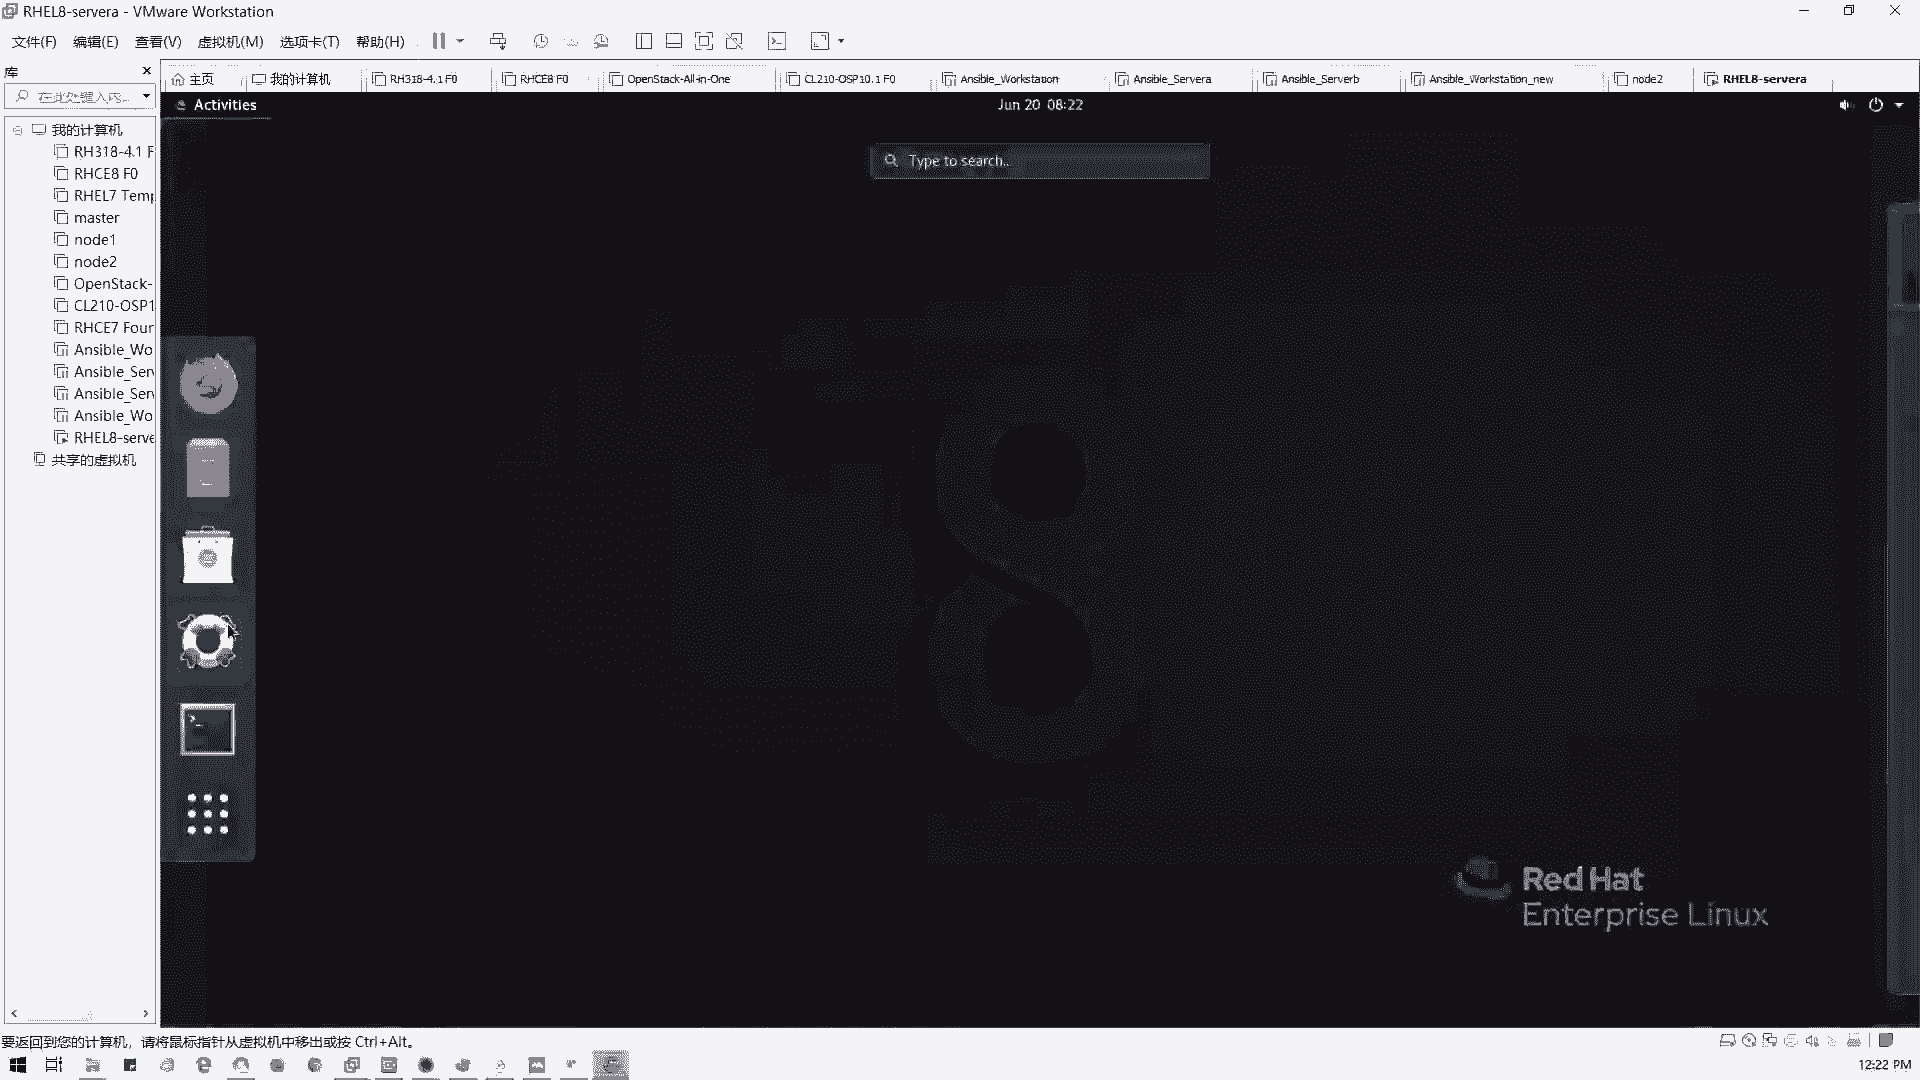 RHEL8-servera - VMware Workstation
文件(F) 编辑(E) 查看(V) 虚拟机(M) 选项卡(T) 帮助(H)
库
主页 我的计算机 RH318-4.1 F0 RHCE8 F0 OpenStack-All-in-One CL210-OSP10.1 F0 Ansible_Workstation Ansible_Servera Ansible_Serverb Ansible_Workstation_new node2 RHEL8-servera
在此处键入内...
Activities Jun 20 08:22
Type to search...
我的计算机
RH318-4.1 F
RHCE8 F0
RHEL7 Temp
master
node1
node2
OpenStack-
CL210-OSP1
RHCE7 Four
Ansible_Wo
Ansible_Serv
Ansible_Serv
Ansible_Wo
RHEL8-serve
共享的虚拟机
8
Red Hat
Enterprise Linux
要返回到您的计算机，请将鼠标指针从虚拟机中移出或按 Ctrl+Alt。
12:22 PM